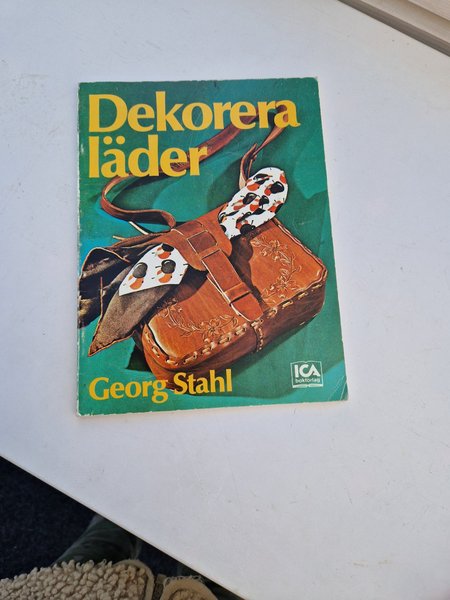 Dekorera
läder
Georg Stahl
ICA
bokförlag